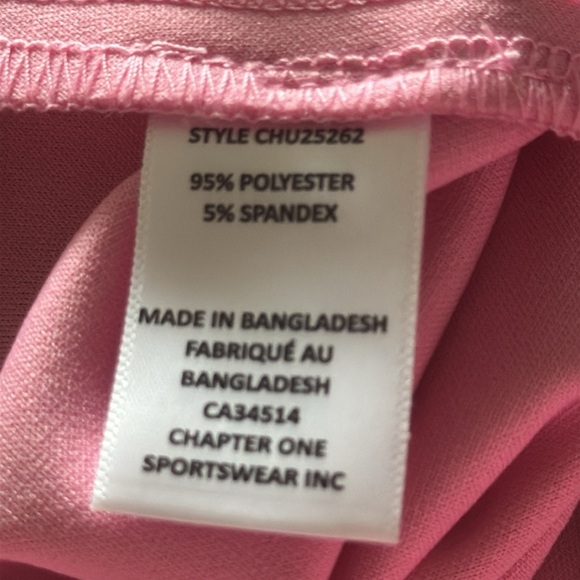 STYLE CHU25262
95% POLYESTER
5% SPANDEX
MADE IN BANGLADESH
FABRIQUÉ AU
BANGLADESH
CA34514
CHAPTER ONE
SPORTSWEAR INC